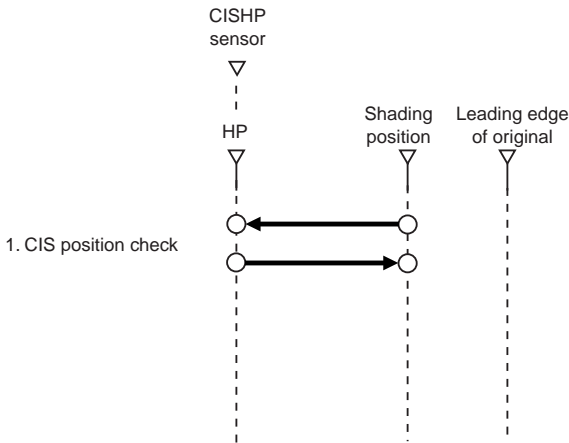 CISHP
sensor
HP
Shading
position
Leading edge
of original
1. CIS position check